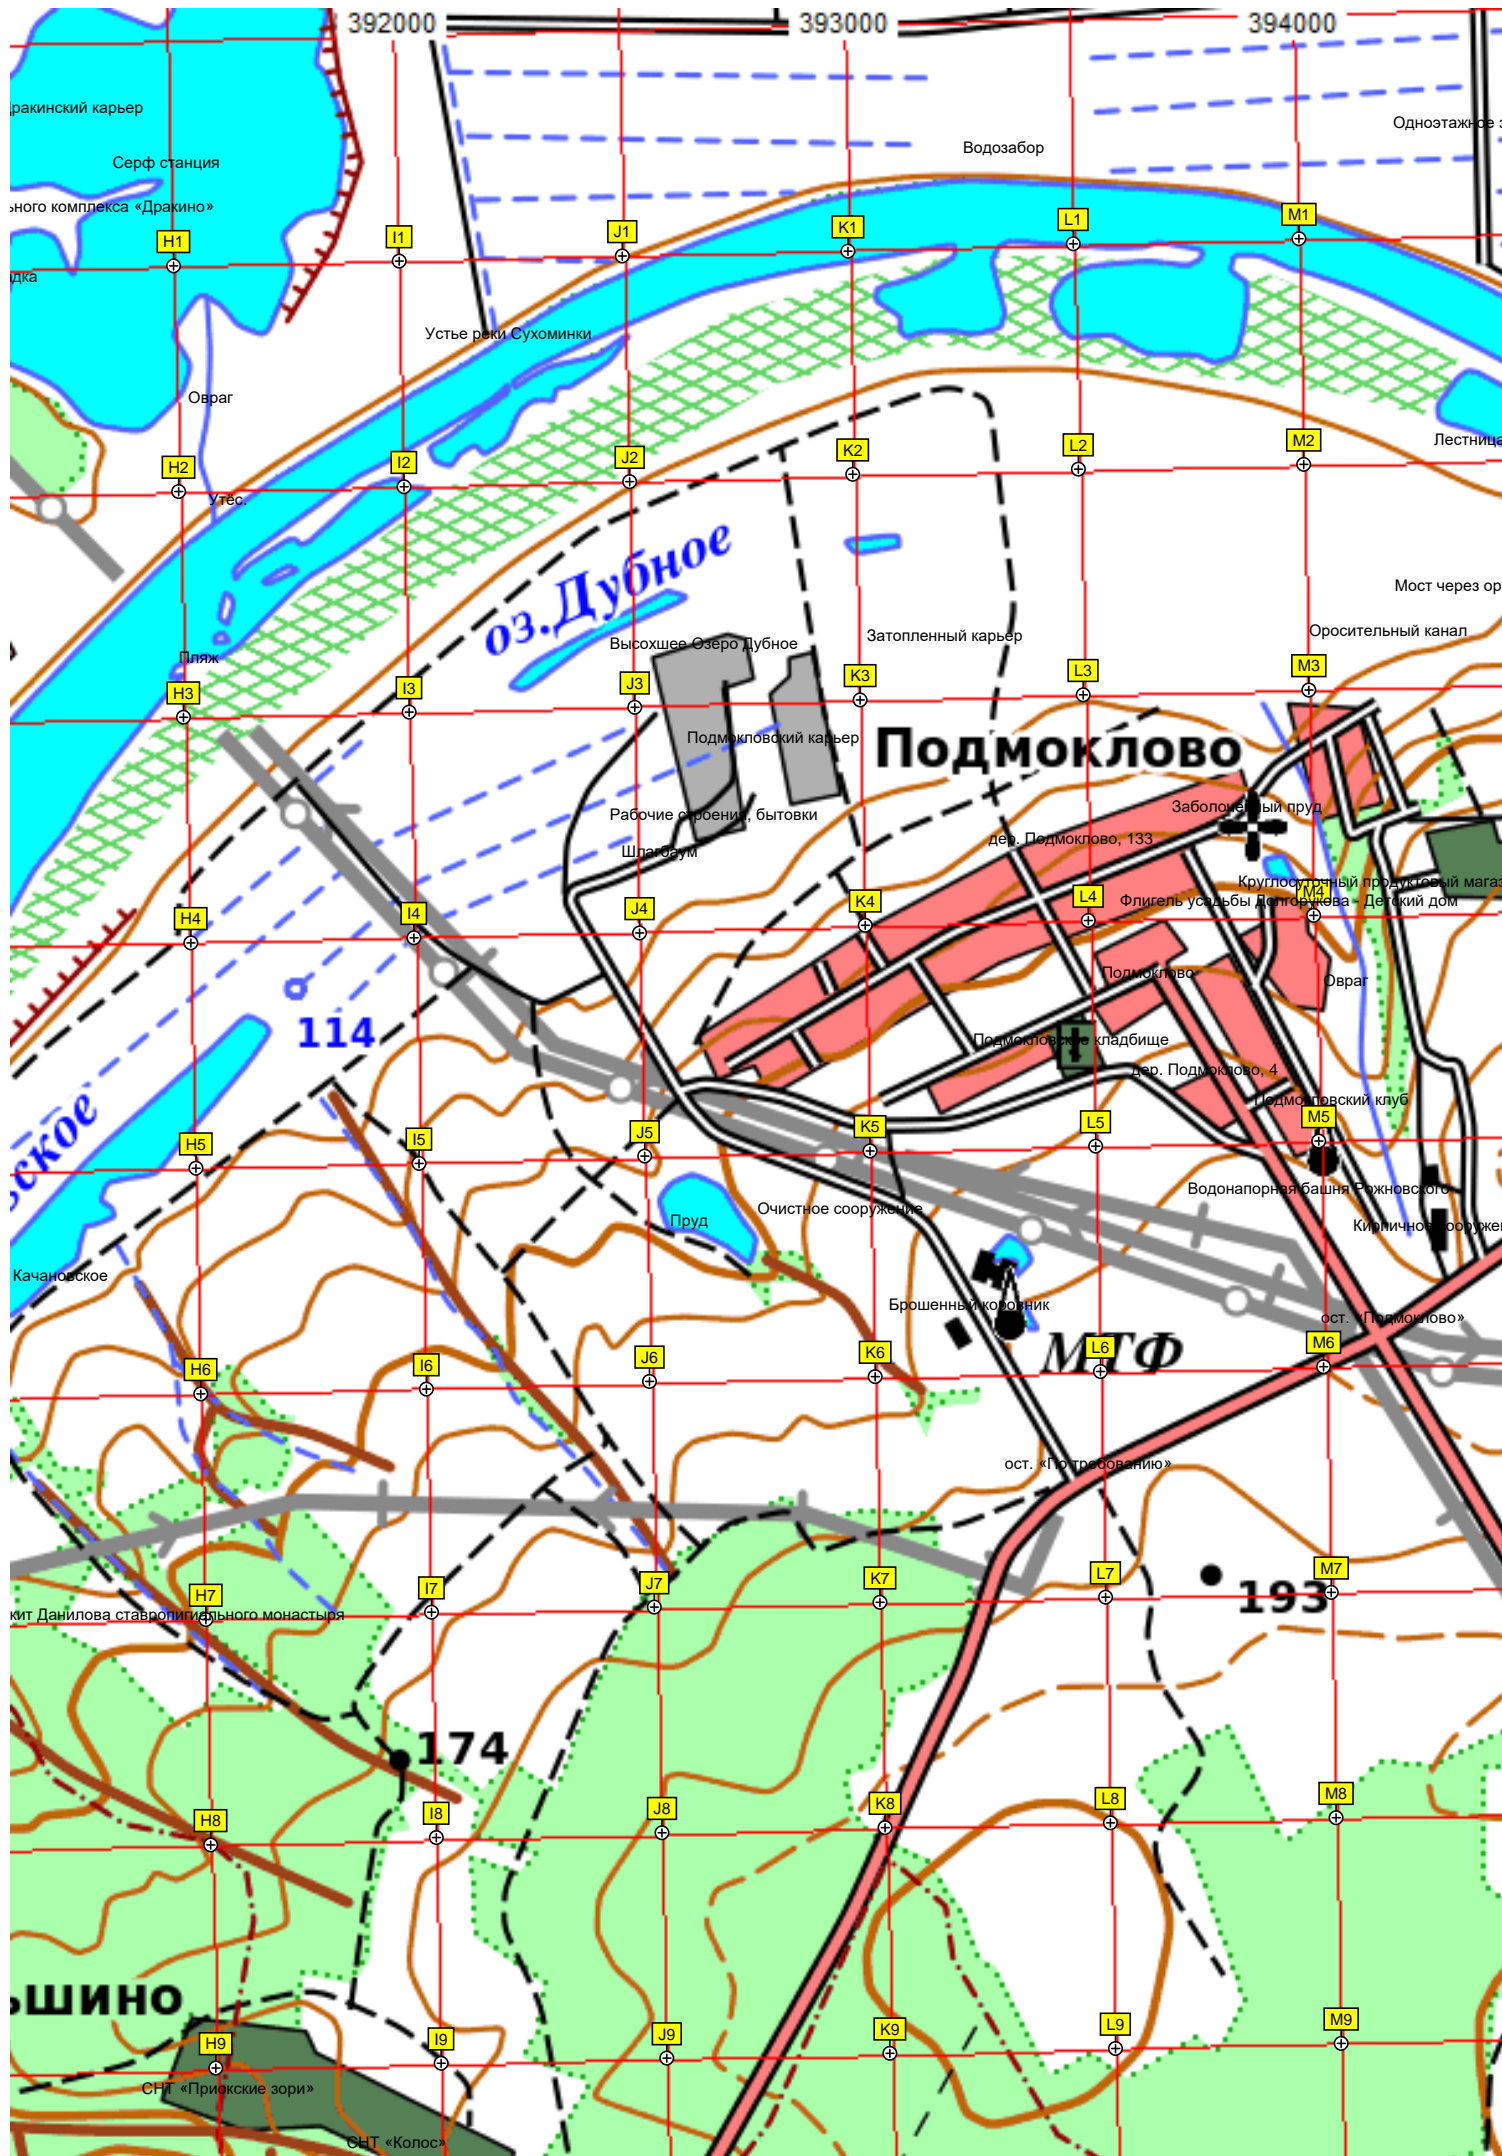 392000 393000 394000
Дракинский карьер
Одноэтажное
Водозабор
Серф станция
ьного комплекса «Дракино»
H1 I1 J1 K1 L1 M1
Устье реки Сухоминки
Овраг
Лестница
H2 I2 J2 K2 L2 M2
Утёс.
оз.Дубное
Мост через ор
Оросительный канал
Затопленный карьер
Высохшее Озеро Дубное
Пляж
H3 I3 J3 K3 L3 M3
Подмокловский карьер
Подмоклово
Заболоченный пруд
Рабочие строения, бытовки
дер. Подмоклово, 133
Шлагбаум
Круглосуточный продуктовый магаз
Флигель усадьбы Долгорукова - Детский дом
H4 I4 J4 K4 L4 M4
Подмоклово
Овраг
114
Подмокловское кладбище
дер. Подмоклово, 4
Подмокловский клуб
ское
H5 I5 J5 K5 L5 M5
Водонапорная башня Рожновского
Очистное сооружение
Пруд
Кирпичное сооруже
Качановское
Брошенный коровник
ост. «Подмоклово»
МТФ
H6 I6 J6 K6 L6 M6
ост. «По требованию»
H7 I7 J7 K7 L7 M7
193
кит Данилова ставропигиального монастыря
174
H8 I8 J8 K8 L8 M8
ьшино
H9 I9 J9 K9 L9 M9
СНТ «Приокские зори»
СНТ «Колос»